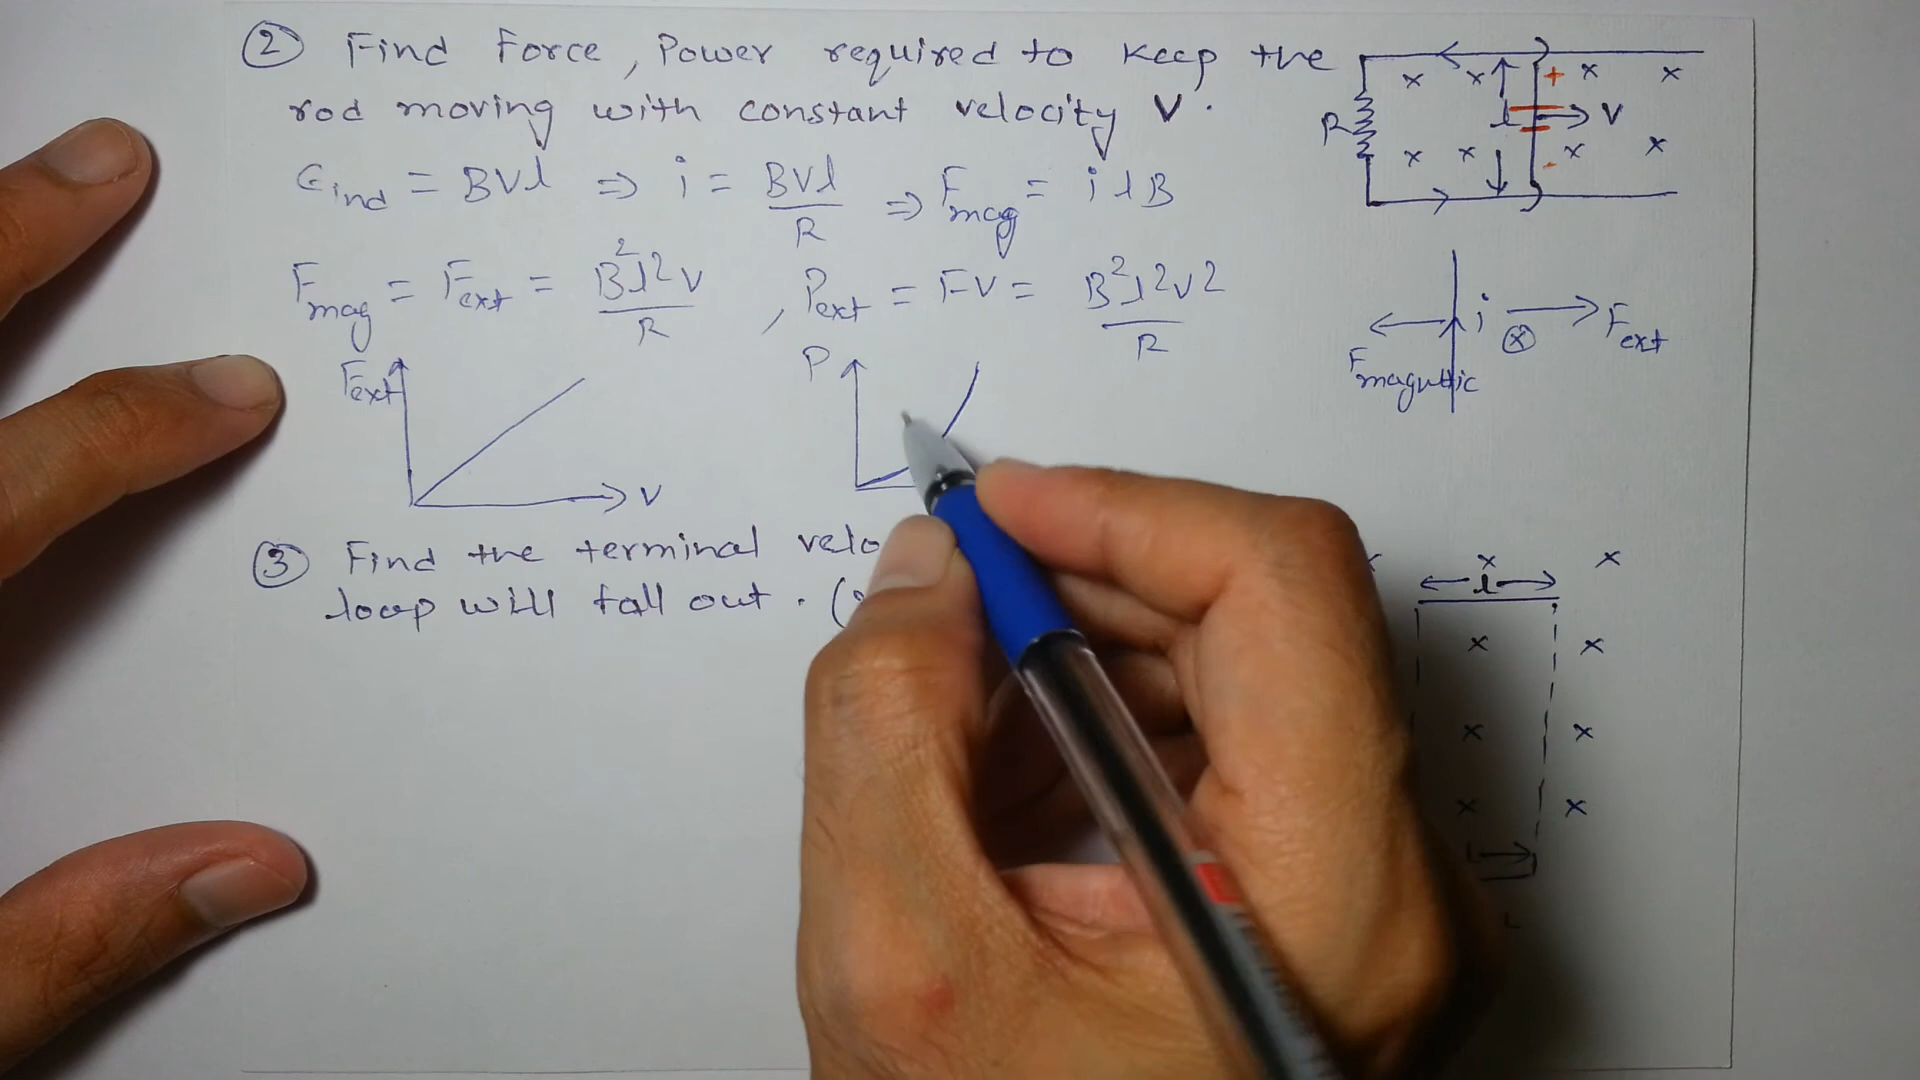 ② Find Force, Power required to keep the
rod moving with constant velocity V.
ϵind = BVl ⇒ i = BVl/R ⇒ Fmag = ilB
Fmag = Fext = B²l²V/R , Pext = FV = B²l²V²/R
Fext
V
P
③ Find the terminal
loop will fall out. (
R
x x x x
+
l
V
x x x x
-
i
ⓧ
Fext
Fmagnetic
x x
l
x x
x x
x x
L
L